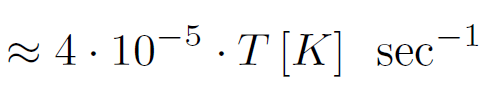 ≈ 4 · 10⁻⁵ · T [K] sec⁻¹